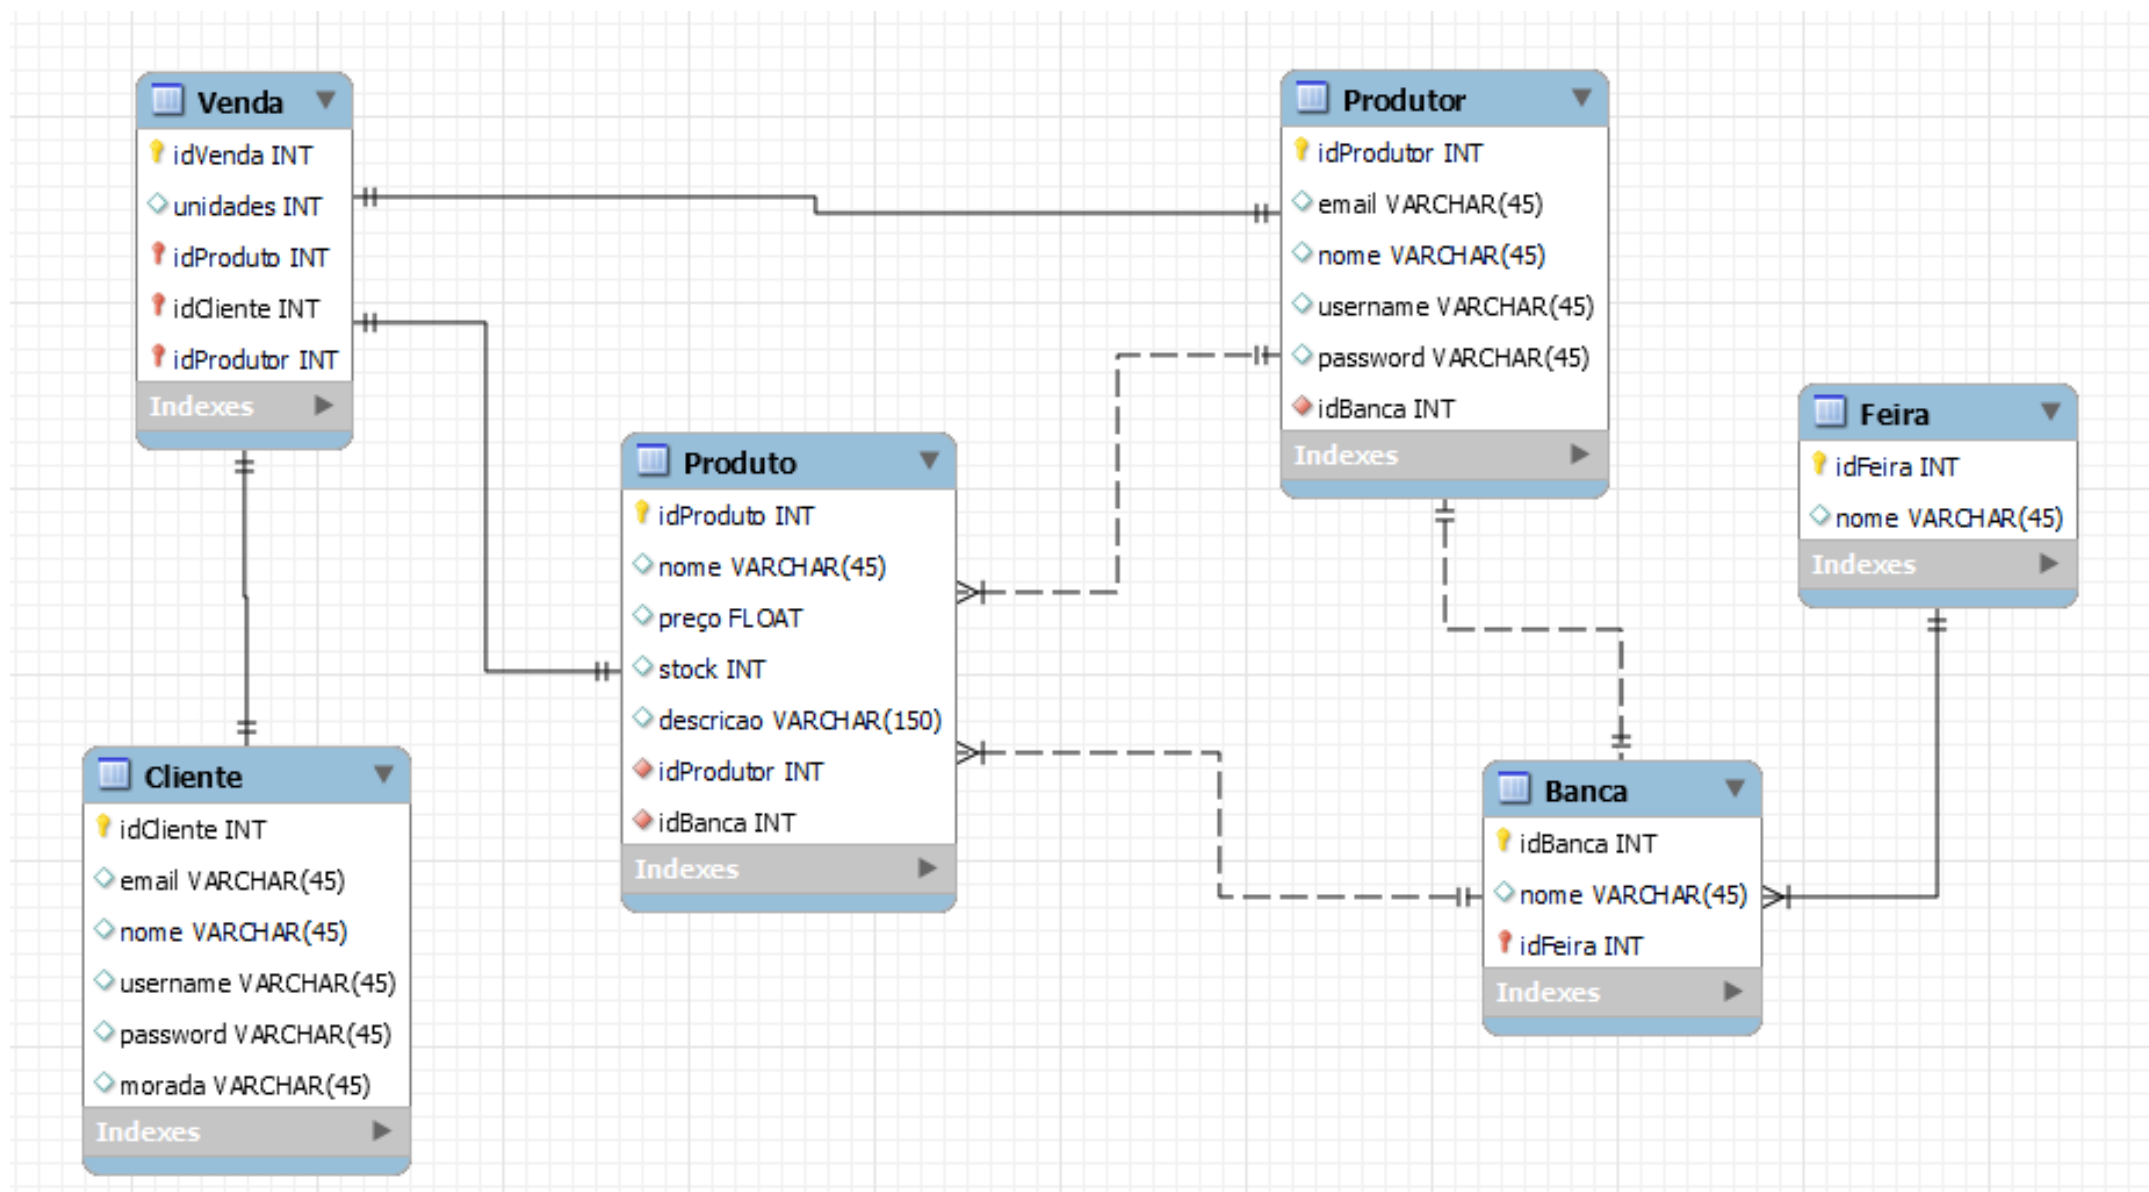 Venda
idVenda INT
unidades INT
idProduto INT
idCliente INT
idProdutor INT
Indexes
Produtor
idProdutor INT
email VARCHAR(45)
nome VARCHAR(45)
username VARCHAR(45)
password VARCHAR(45)
idBanca INT
Indexes
Feira
idFeira INT
nome VARCHAR(45)
Indexes
Produto
idProduto INT
nome VARCHAR(45)
preço FLOAT
stock INT
descricao VARCHAR(150)
idProdutor INT
idBanca INT
Indexes
Cliente
idCliente INT
email VARCHAR(45)
nome VARCHAR(45)
username VARCHAR(45)
password VARCHAR(45)
morada VARCHAR(45)
Indexes
Banca
idBanca INT
nome VARCHAR(45)
idFeira INT
Indexes